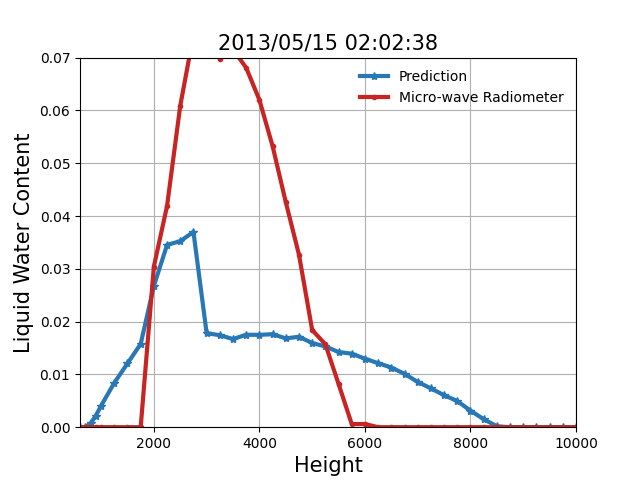 2013/05/15 02:02:38
Prediction
Micro-wave Radiometer
Liquid Water Content
0.07
0.06
0.05
0.04
0.03
0.02
0.01
0.00
2000 4000 6000 8000 10000
Height